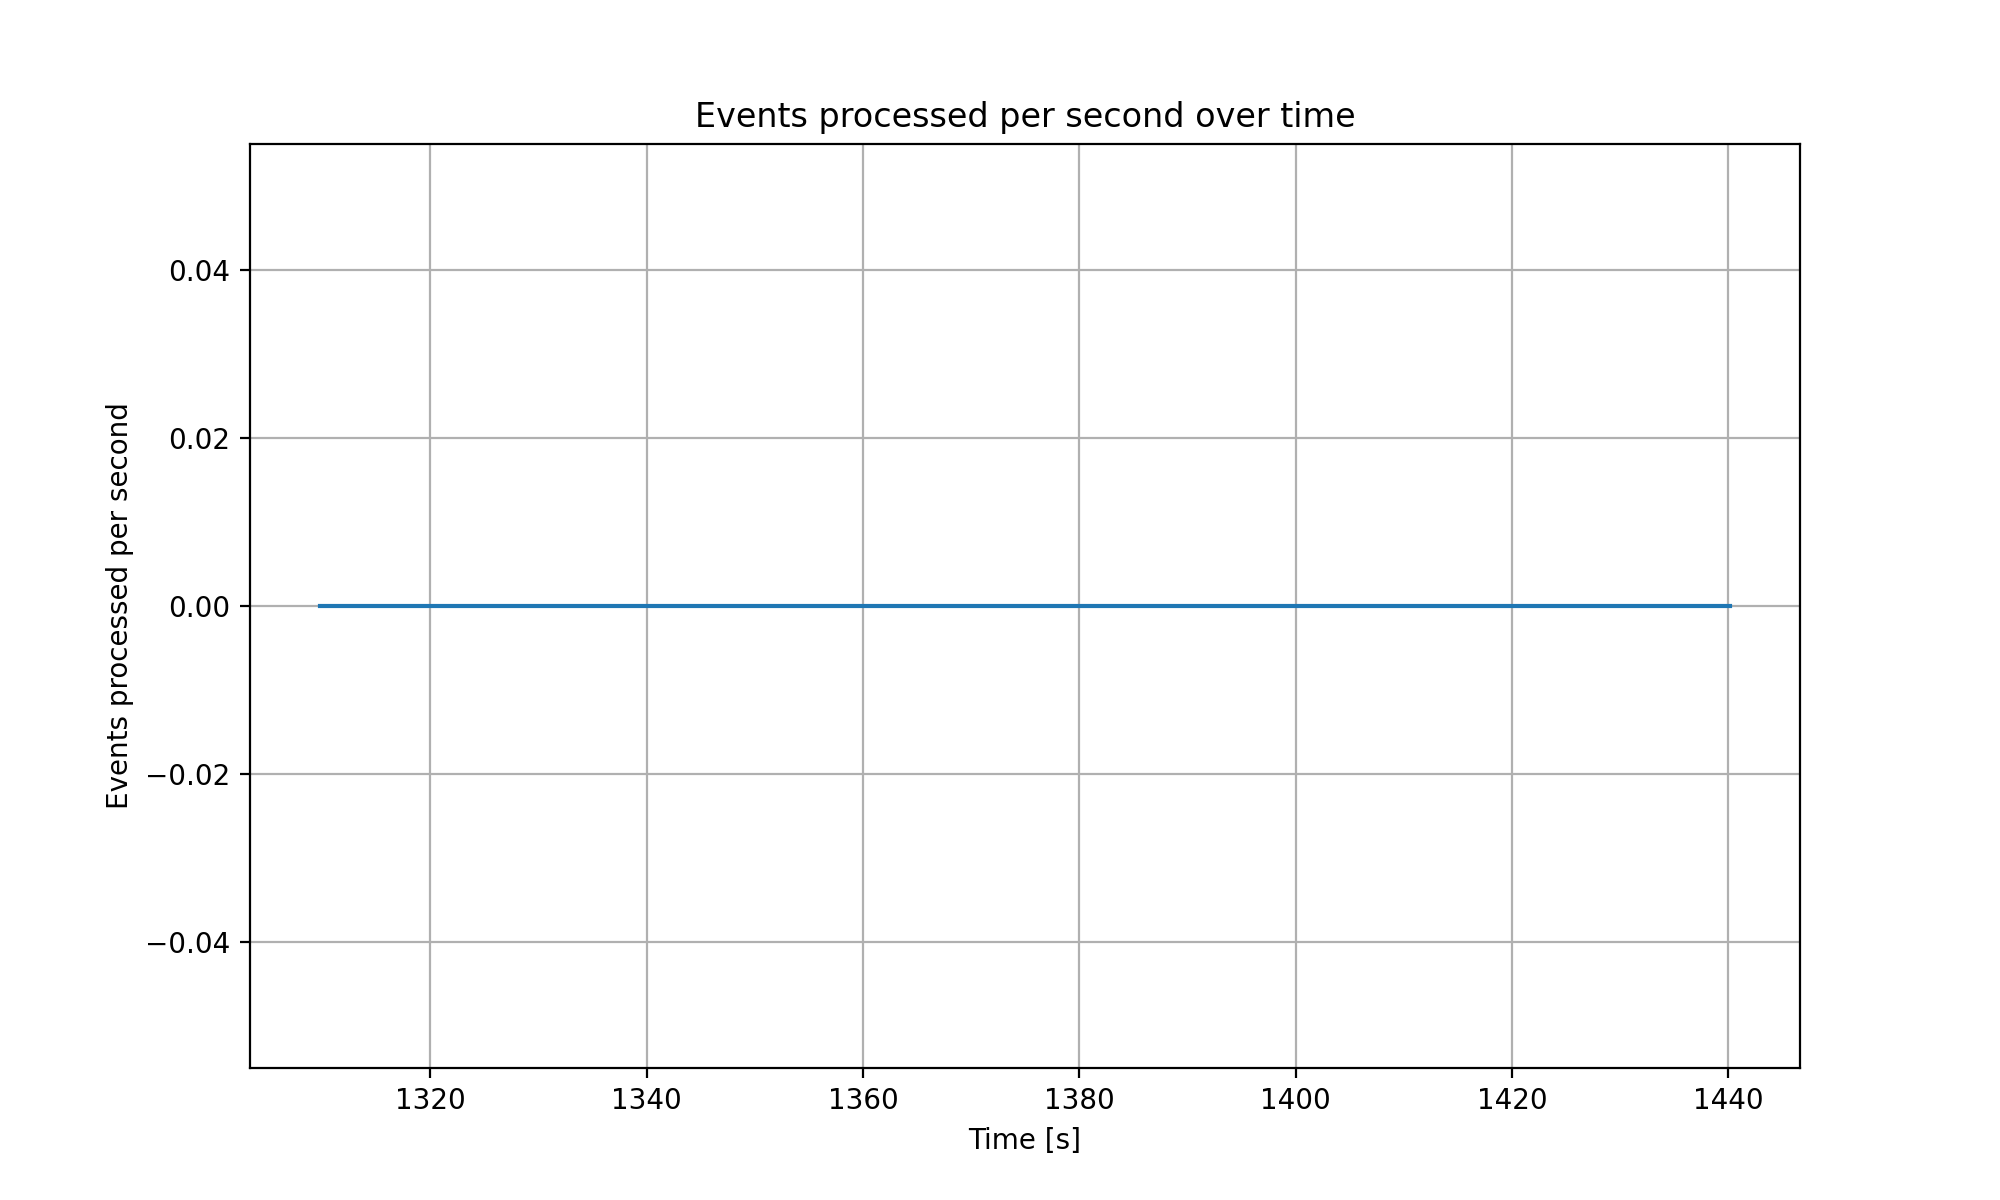 Events processed per second over time
Events processed per second
0.04
0.02
0.00
−0.02
−0.04
1320 1340 1360 1380 1400 1420 1440
Time [s]